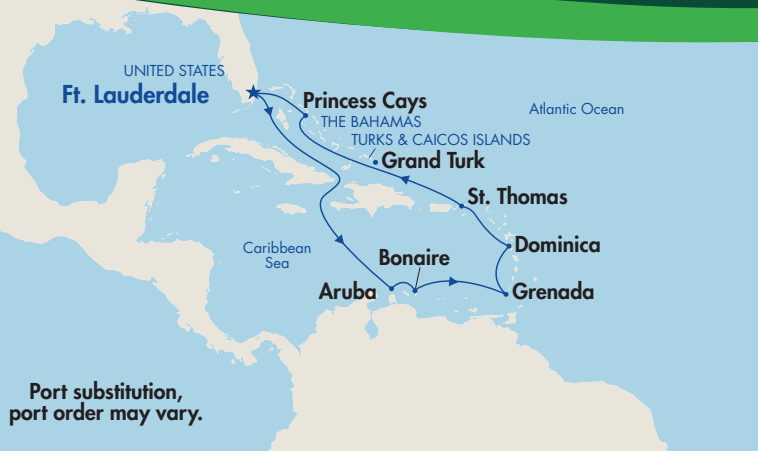 UNITED STATES
Ft. Lauderdale
Princess Cays
THE BAHAMAS
Atlantic Ocean
TURKS & CAICOS ISLANDS
Grand Turk
St. Thomas
Dominica
Caribbean
Sea
Bonaire
Aruba
Grenada
Port substitution,
port order may vary.